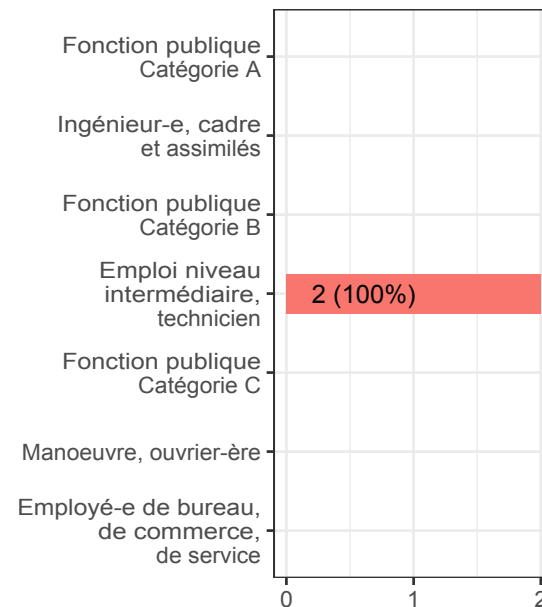 Fonction publique
Catégorie A
Ingénieur-e, cadre
et assimilés
Fonction publique
Catégorie B
Emploi niveau
intermédiaire,
technicien
2 (100%)
Fonction publique
Catégorie C
Manoeuvre, ouvrier-ère
Employé-e de bureau,
de commerce,
de service
0 1 2